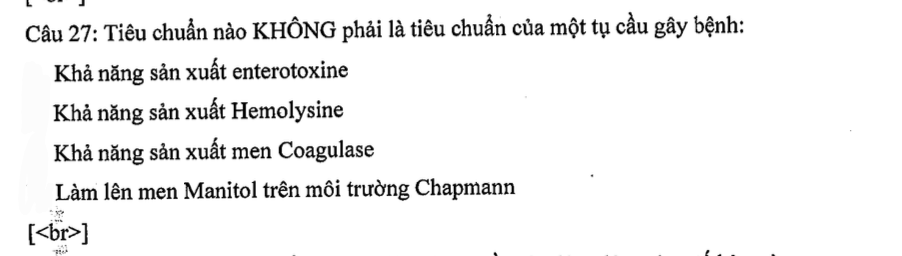 Câu 27: Tiêu chuẩn nào KHÔNG phải là tiêu chuẩn của một tụ cầu gây bệnh:
Khả năng sản xuất enterotoxine
Khả năng sản xuất Hemolysine
Khả năng sản xuất men Coagulase
Làm lên men Manitol trên môi trường Chapmann
[<br>]